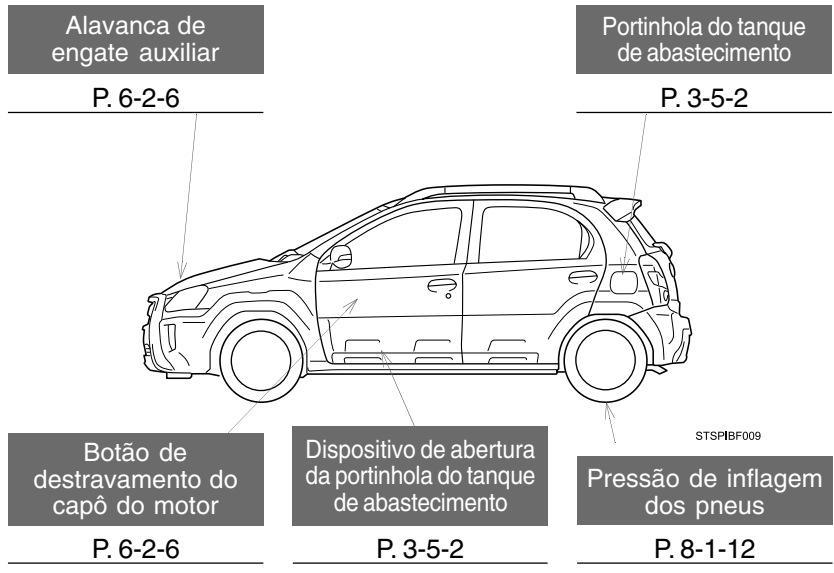 Alavanca de
engate auxiliar
P. 6-2-6
Portinhola do tanque
de abastecimento
P. 3-5-2
STSPIBF009
Botão de
destravamento do
capô do motor
P. 6-2-6
Dispositivo de abertura
da portinhola do tanque
de abastecimento
P. 3-5-2
Pressão de inflagem
dos pneus
P. 8-1-12